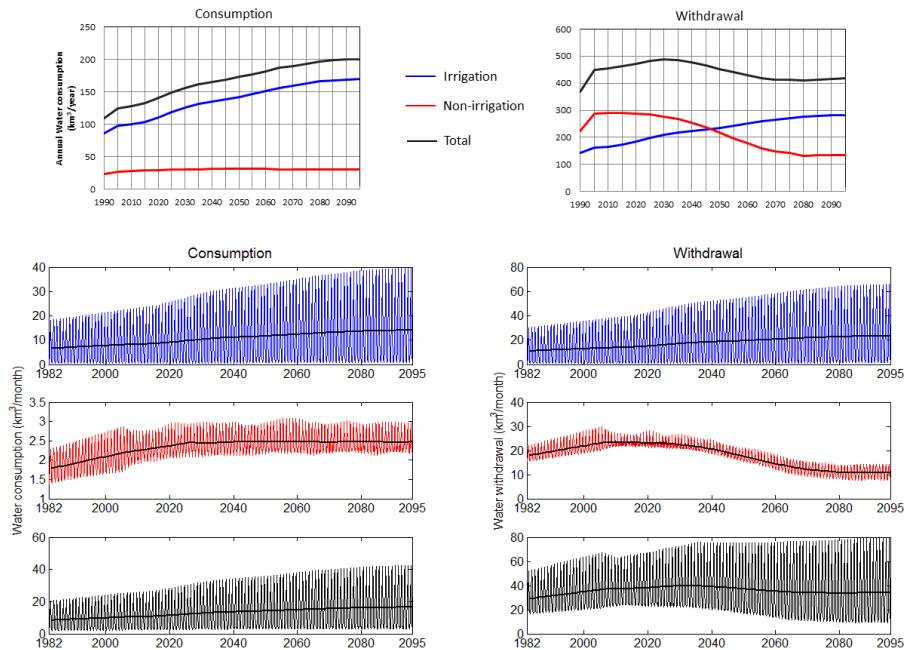 Consumption
Withdrawal
250
200
150
100
50
0
Annual Water consumption
(km³/year)
1990 2000 2010 2020 2030 2040 2050 2060 2070 2080 2090
Irrigation
Non-irrigation
Total
600
500
400
300
200
100
0
1990 2000 2010 2020 2030 2040 2050 2060 2070 2080 2090
Consumption
Withdrawal
40
30
20
10
0
1982 2000 2020 2040 2060 2080 2095
80
60
40
20
0
1982 2000 2020 2040 2060 2080 2095
Water consumption (km³/month)
3.5
3
2.5
2
1.5
1
1982 2000 2020 2040 2060 2080 2095
Water withdrawal (km³/month)
40
30
20
10
0
1982 2000 2020 2040 2060 2080 2095
60
40
20
0
1982 2000 2020 2040 2060 2080 2095
80
60
40
20
0
1982 2000 2020 2040 2060 2080 2095